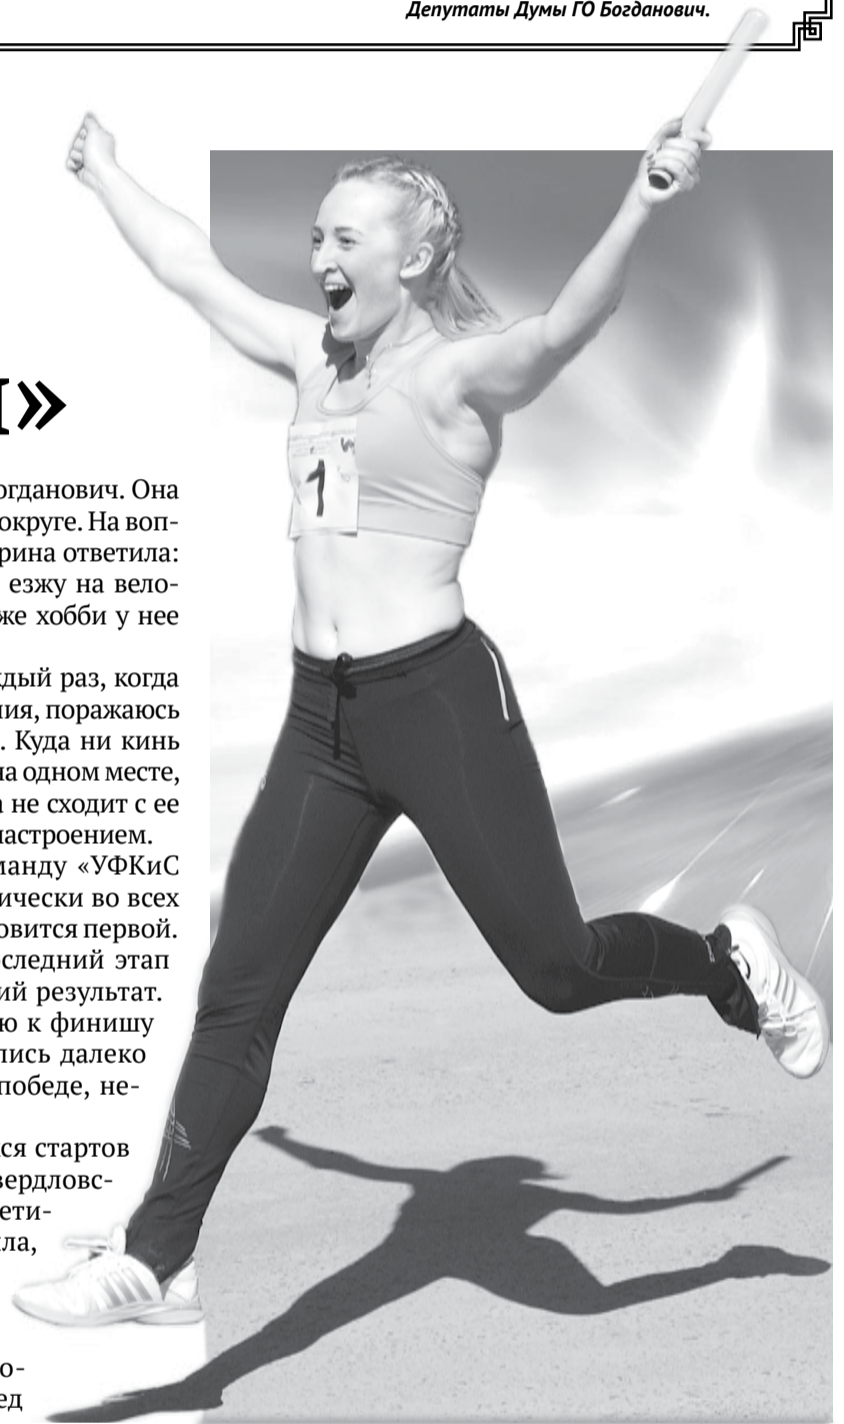 Депутаты Думы ГО Богданович.
»
огданович. Она
округе. На воп-
рина ответила:
езжу на вело-
же хобби у нее
ждый раз, когда
ния, поражаюсь
. Куда ни кинь
на одном месте,
а не сходит с ее
настроением.
манду «УФКиС
ически во всех
овится первой.
следний этап
ий результат.
ю к финишу
лись далеко
победе, не-
ся стартов
вердловс-
ети-
ла,
о-
ед
1